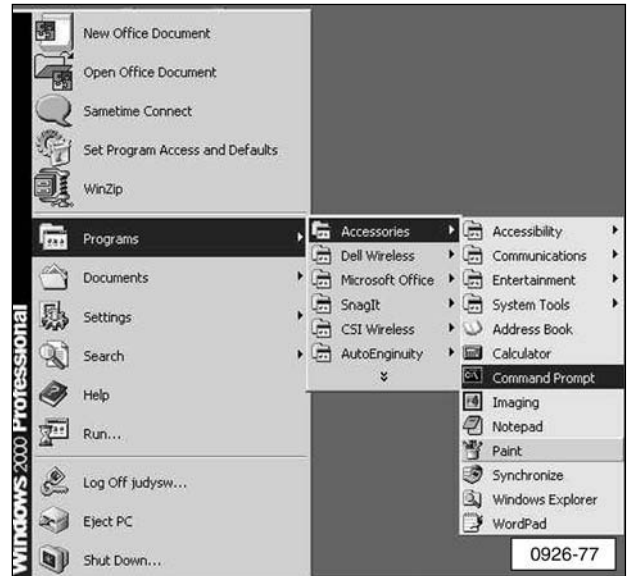 New Office Document
Open Office Document
Sametime Connect
Set Program Access and Defaults
WinZip
Programs
Documents
Settings
Search
Help
Run...
Log Off judysw...
Eject PC
Shut Down...
Windows 2000 Professional
Accessories
Dell Wireless
Microsoft Office
SnagIt
CSI Wireless
AutoEnginuity
Accessibility
Communications
Entertainment
System Tools
Address Book
Calculator
Command Prompt
Imaging
Notepad
Paint
Synchronize
Windows Explorer
WordPad
0926-77